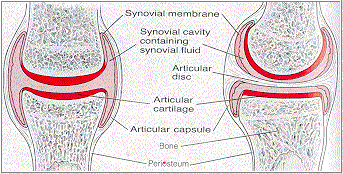 Synovial membrane
Synovial cavity
containing
synovial fluid
Articular
disc
Articular
cartilage
Articular capsule
Bone
Periosteum